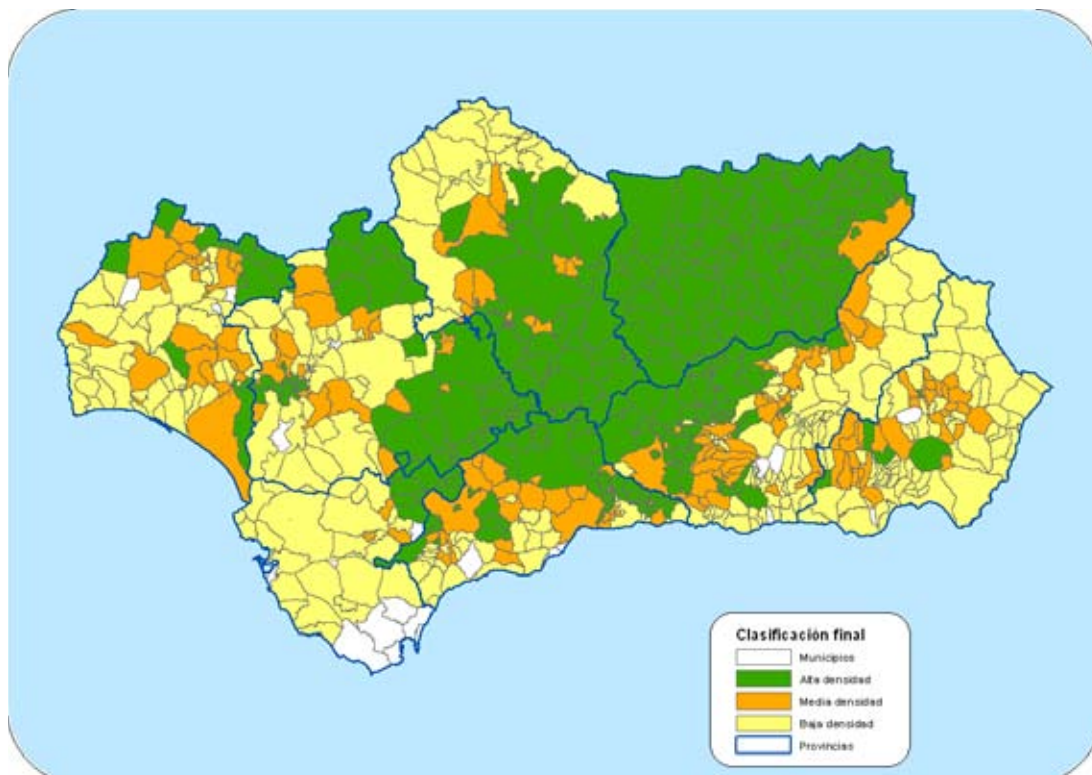 Clasificación final
Municipios
Alta densidad
Media densidad
Baja densidad
Provincias